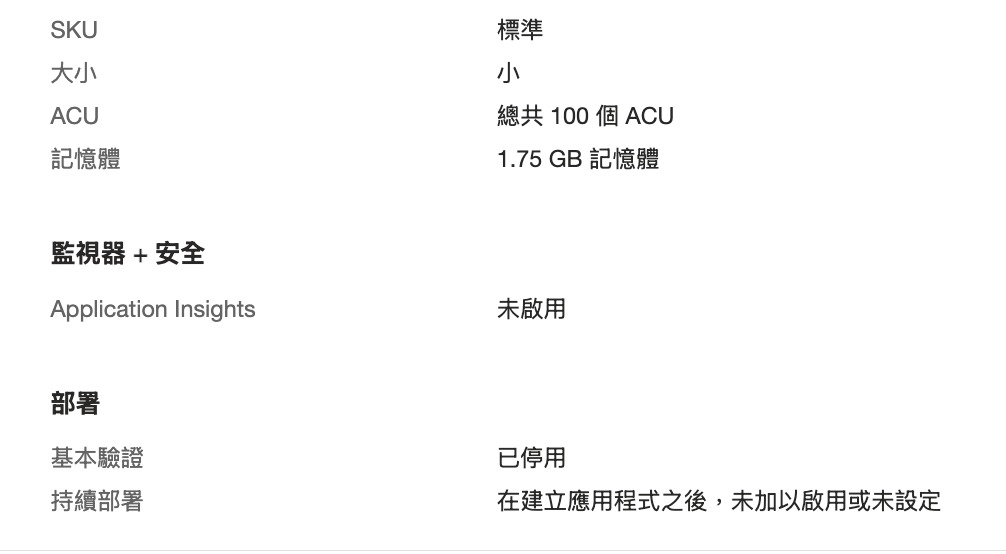 SKU 標準
大小 小
ACU 總共 100 個 ACU
記憶體 1.75 GB 記憶體
監視器 + 安全
Application Insights 未啟用
部署
基本驗證 已停用
持續部署 在建立應用程式之後，未加以啟用或未設定